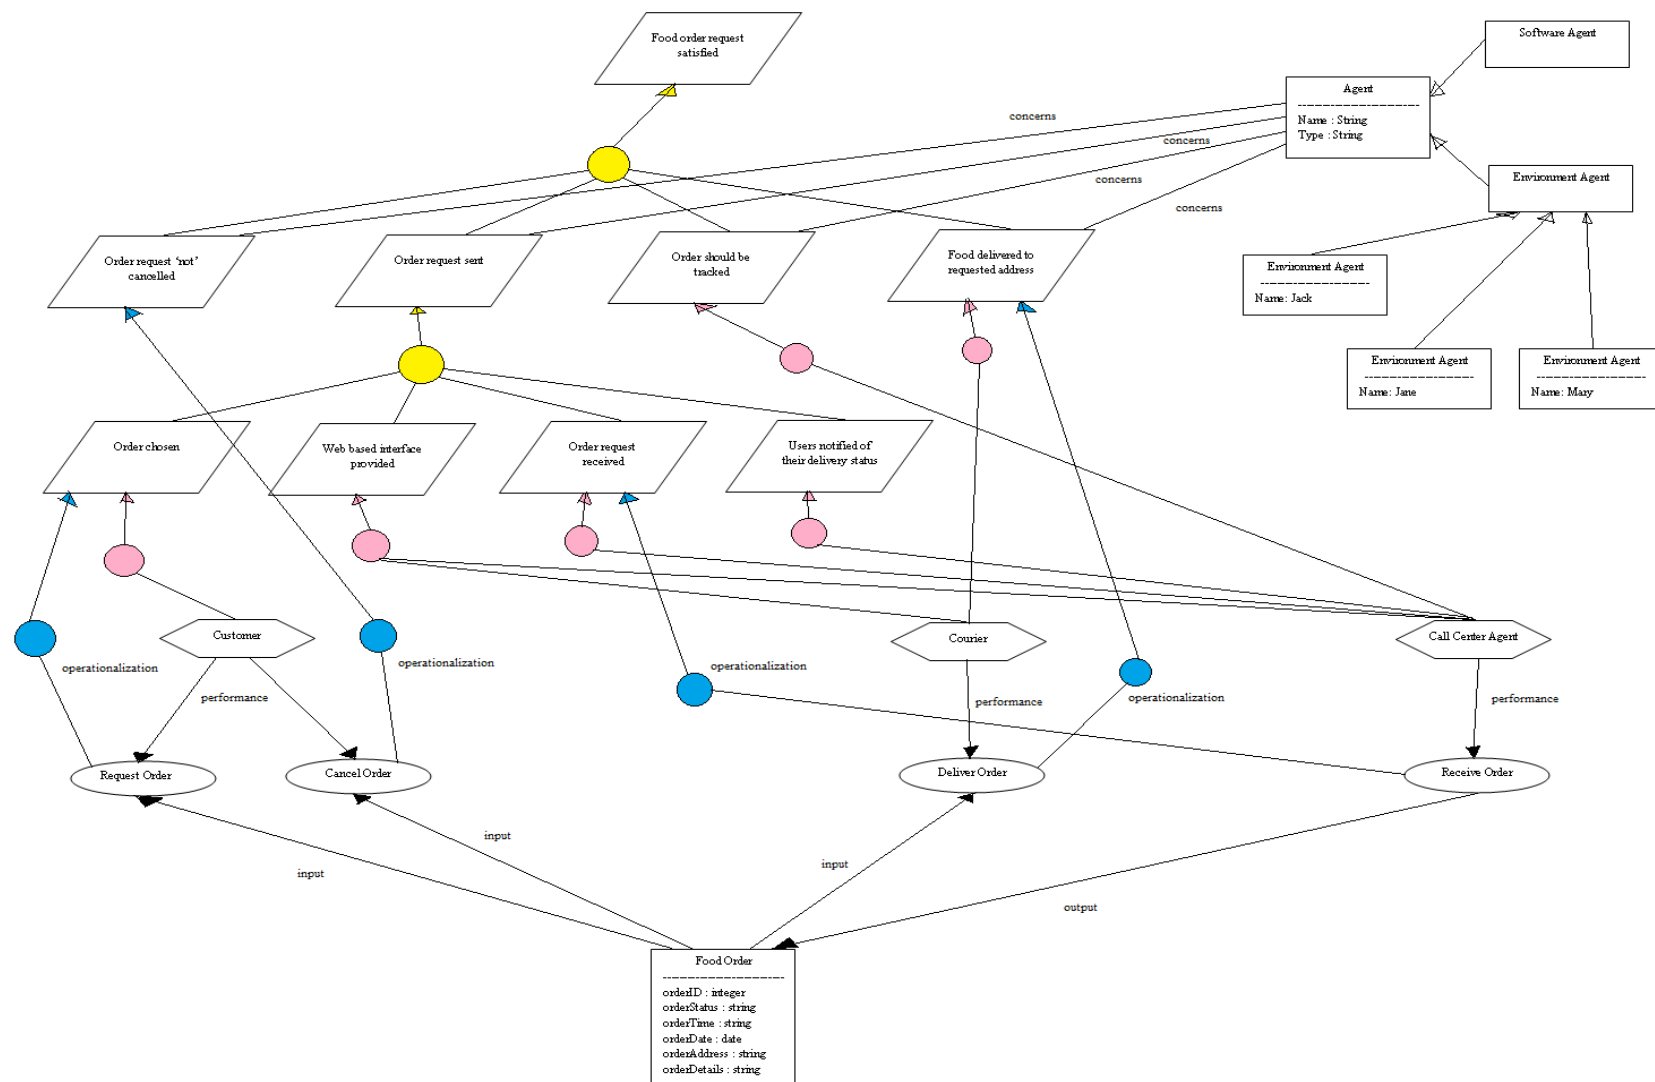 Food order request
satisfied
Software Agent
Agent
Name : String
Type : String
concerns
concerns
concerns
concerns
Environment Agent
Order request ‘not’
cancelled
Order request sent
Order should be
tracked
Food delivered to
requested address
Environment Agent
Name: Jack
Environment Agent
Name: Jane
Environment Agent
Name: Mary
Order chosen
Web based interface
provided
Order request
received
Users notified of
their delivery status
Customer
Courier
Call Center Agent
operationalization
operationalization
operationalization
operationalization
performance
performance
performance
Request Order
Cancel Order
Deliver Order
Receive Order
input
input
input
output
Food Order
orderID : integer
orderStatus : string
orderTime : string
orderDate : date
orderAddress : string
orderDetails : string